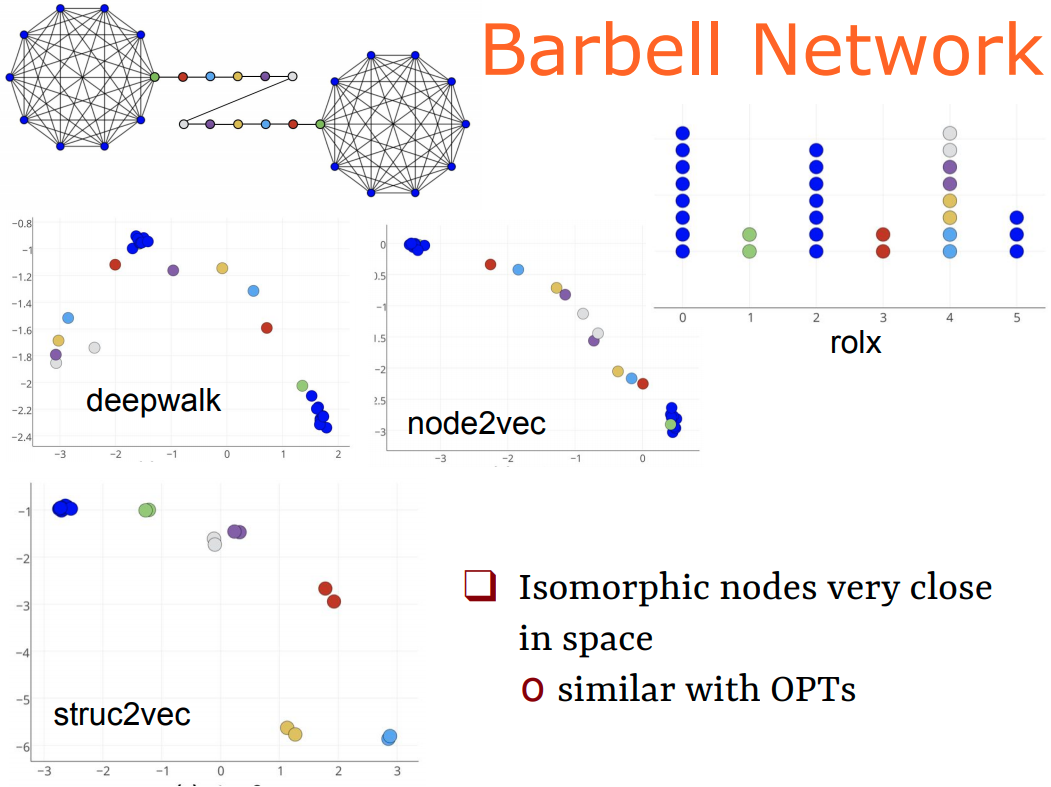 Barbell Network
0 1 2 3 4 5
rolx
−0.8
−1
−1.2
−1.4
−1.6
−1.8
−2
−2.2
−2.4
−3 −2 −1 0 1 2
deepwalk
0
0.5
−1
1.5
−2
2.5
−3
−3 −2 −1 0
node2vec
−1
−2
−3
−4
−5
−6
−3 −2 −1 0 1 2 3
struc2vec
❑ Isomorphic nodes very close
in space
o similar with OPTs